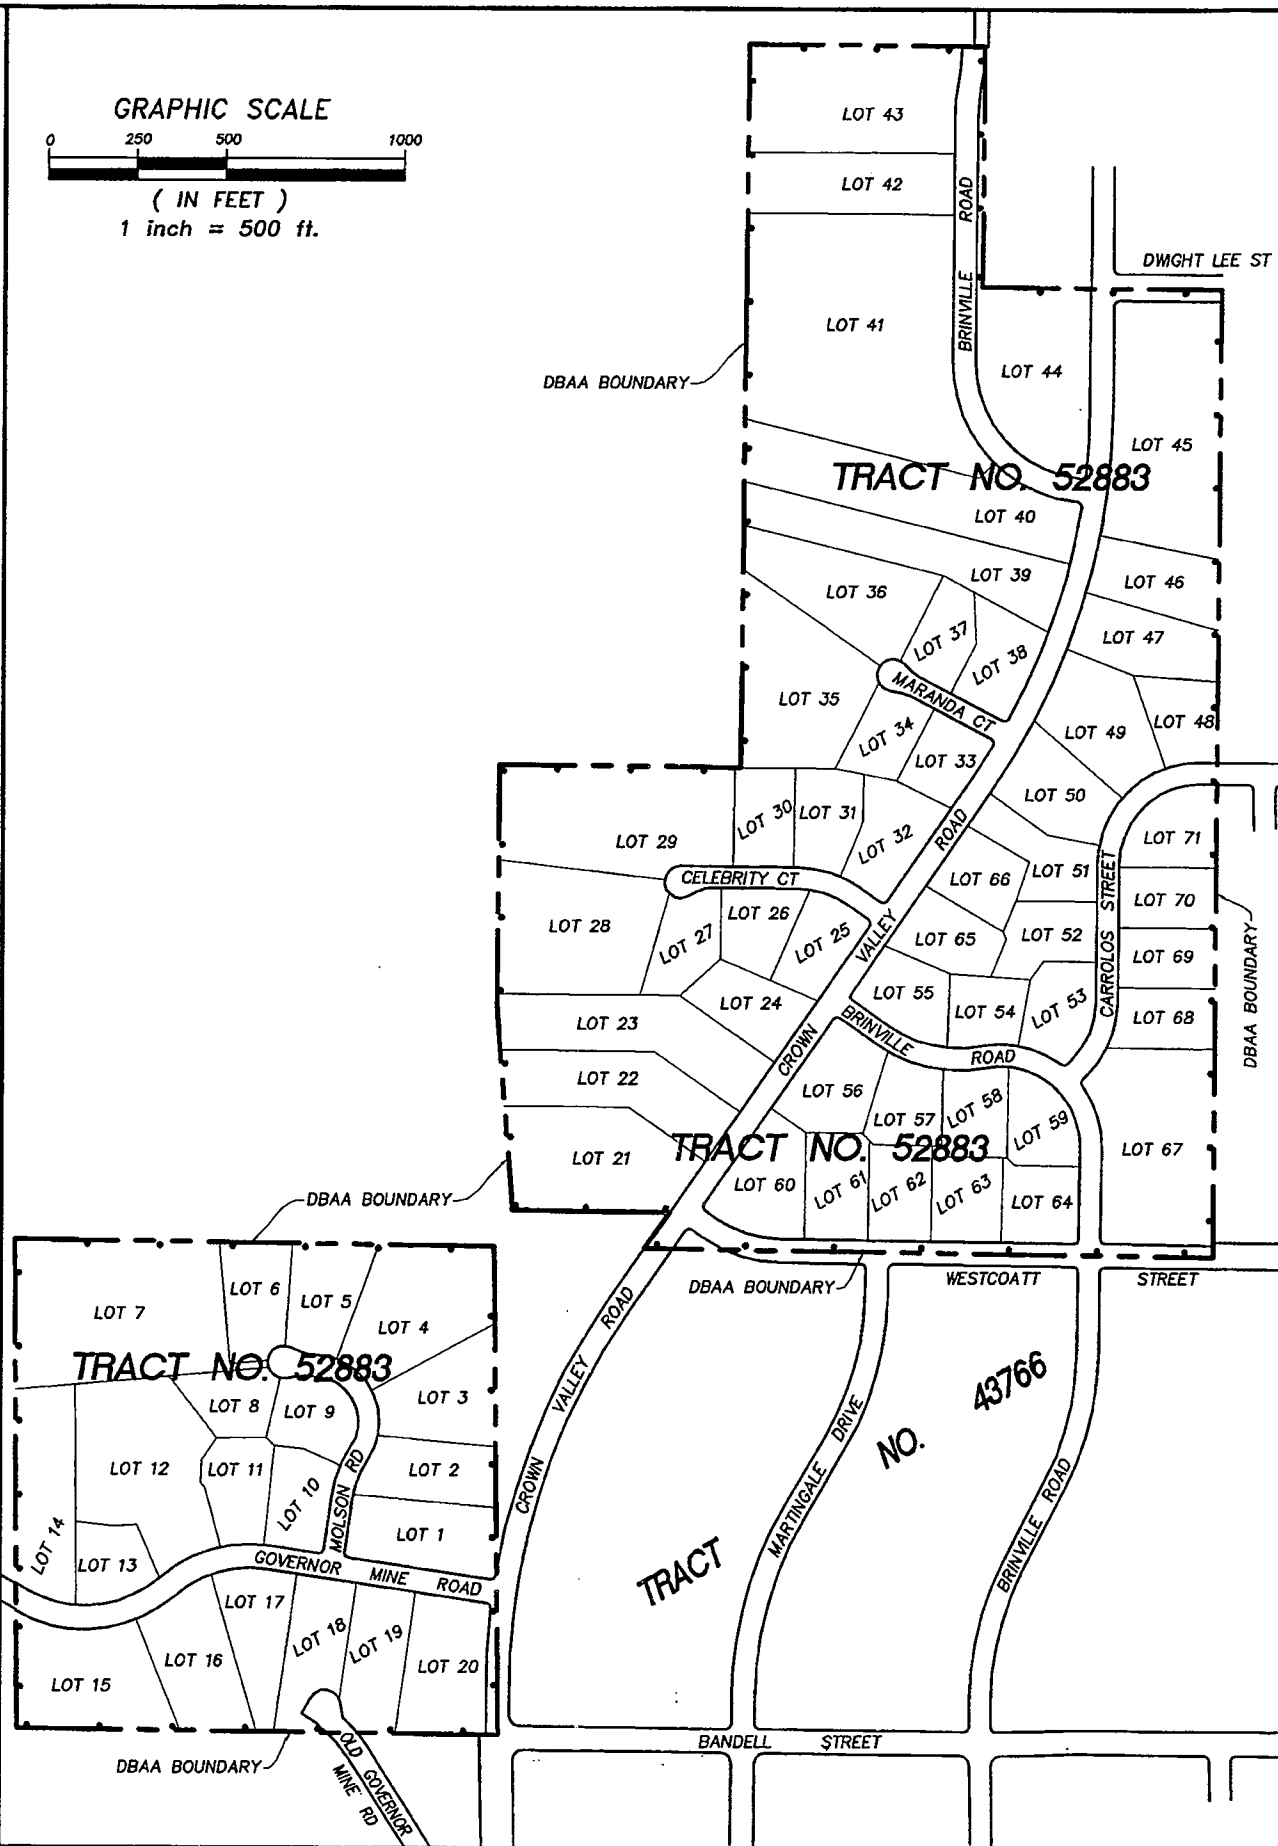 GRAPHIC SCALE
0 250 500 1000
( IN FEET )
1 inch = 500 ft.
LOT 43
LOT 42
BRINVILLE ROAD
DWIGHT LEE ST
LOT 41
LOT 44
DBAA BOUNDARY
LOT 45
TRACT NO. 52883
LOT 40
LOT 39
LOT 46
LOT 36
LOT 37
LOT 38
LOT 47
MARANDA CT
LOT 35
LOT 34
LOT 33
LOT 49
LOT 48
LOT 50
LOT 29
LOT 30
LOT 31
LOT 32
LOT 71
LOT 66
LOT 51
CELEBRITY CT
LOT 70
LOT 28
LOT 27
LOT 26
LOT 25
LOT 65
LOT 52
LOT 69
CARROLOS STREET
DBAA BOUNDARY
CROWN VALLEY ROAD
LOT 24
LOT 23
LOT 55
LOT 54
LOT 53
LOT 68
BRINVILLE ROAD
LOT 22
LOT 56
LOT 57
LOT 58
LOT 59
LOT 67
TRACT NO. 52883
LOT 21
LOT 60
LOT 61
LOT 62
LOT 63
LOT 64
DBAA BOUNDARY
DBAA BOUNDARY
WESTCOATT STREET
LOT 7
LOT 6
LOT 5
LOT 4
TRACT NO. 52883
LOT 3
LOT 8
LOT 9
LOT 12
LOT 11
LOT 10
MOLSON RD
LOT 2
LOT 1
LOT 14
LOT 13
GOVERNOR MINE ROAD
LOT 17
LOT 18
LOT 19
LOT 16
LOT 20
LOT 15
DBAA BOUNDARY
OLD GOVERNOR
MINE RD
CROWN VALLEY ROAD
MARTINGALE DRIVE
BRINVILLE ROAD
TRACT NO. 43766
BANDELL STREET